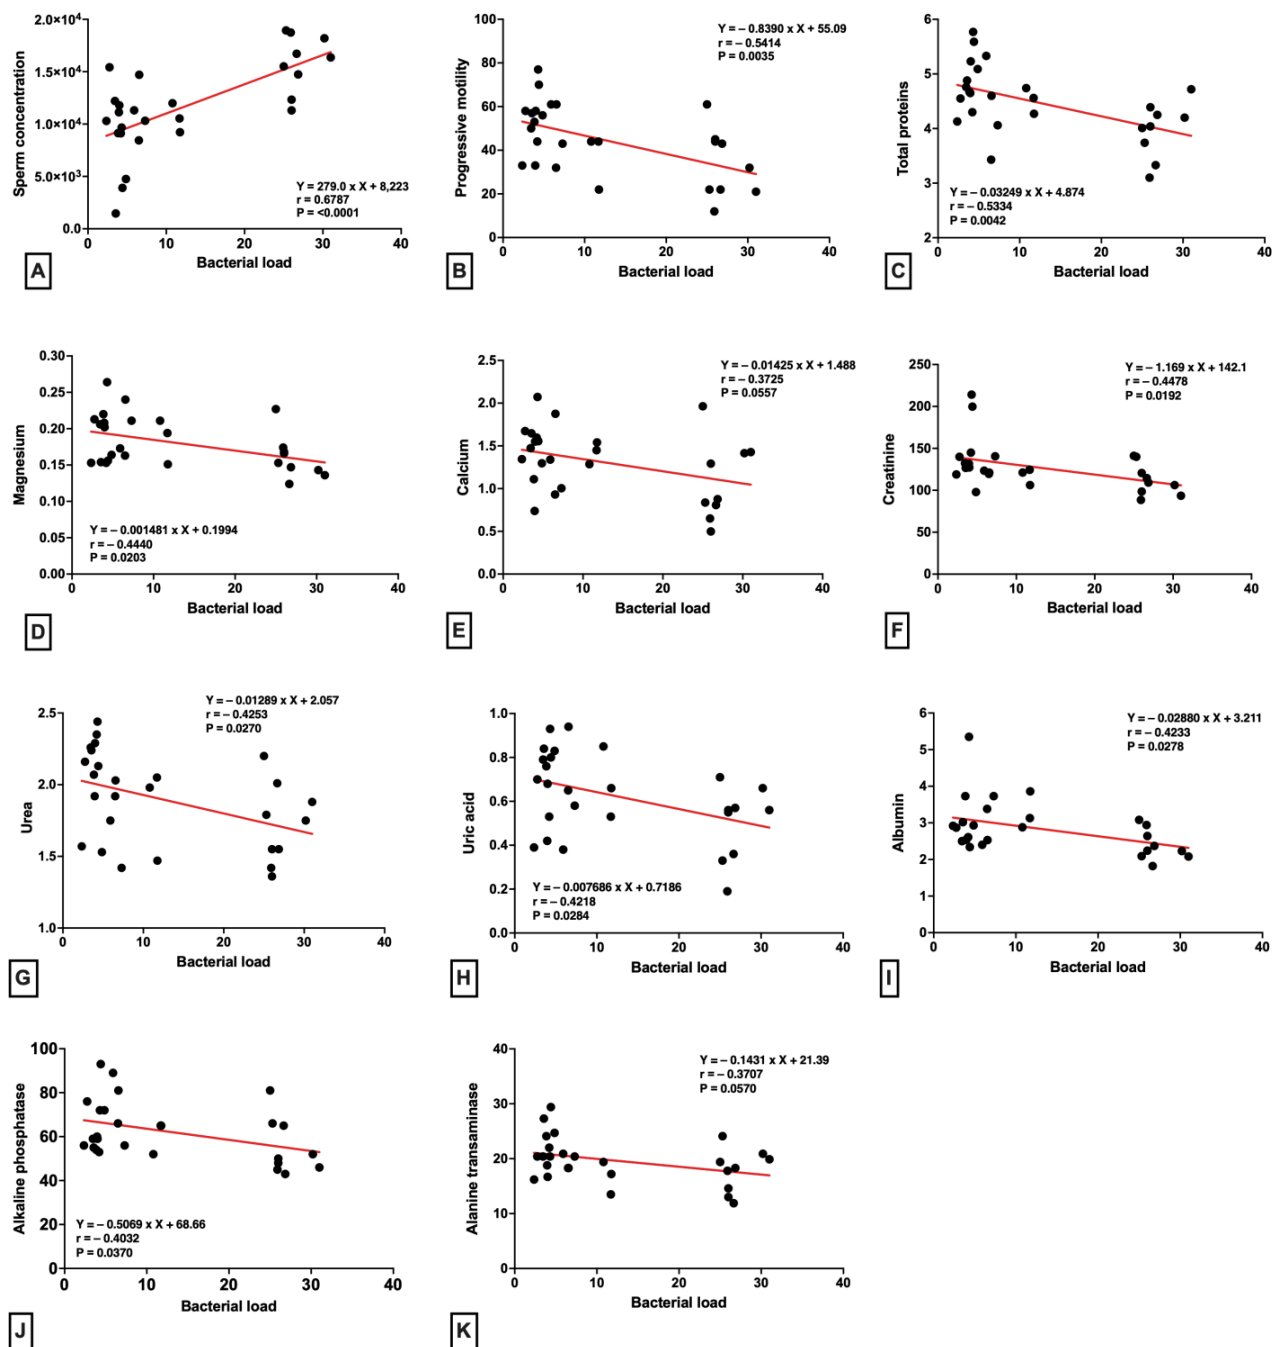 2.0×10⁴
1.5×10⁴
1.0×10⁴
5.0×10³
0.0
Sperm concentration
Y = 279.0 x X + 8,223
r = 0.6787
P = <0.0001
0 10 20 30 40
Bacterial load
A
100
80
60
40
20
0
Progressive motility
Y = – 0.8390 x X + 55.09
r = – 0.5414
P = 0.0035
0 10 20 30 40
Bacterial load
B
6
5
4
3
2
Total proteins
Y = – 0.03249 x X + 4.874
r = – 0.5334
P = 0.0042
0 10 20 30 40
Bacterial load
C
0.30
0.25
0.20
0.15
0.10
0.05
0.00
Magnesium
Y = – 0.001481 x X + 0.1994
r = – 0.4440
P = 0.0203
0 10 20 30 40
Bacterial load
D
2.5
2.0
1.5
1.0
0.5
0.0
Calcium
Y = – 0.01425 x X + 1.488
r = – 0.3725
P = 0.0557
0 10 20 30 40
Bacterial load
E
250
200
150
100
50
0
Creatinine
Y = – 1.169 x X + 142.1
r = – 0.4478
P = 0.0192
0 10 20 30 40
Bacterial load
F
2.5
2.0
1.5
1.0
Urea
Y = – 0.01289 x X + 2.057
r = – 0.4253
P = 0.0270
0 10 20 30 40
Bacterial load
G
1.0
0.8
0.6
0.4
0.2
0.0
Uric acid
Y = – 0.007686 x X + 0.7186
r = – 0.4218
P = 0.0284
0 10 20 30 40
Bacterial load
H
6
5
4
3
2
1
0
Albumin
Y = – 0.02880 x X + 3.211
r = – 0.4233
P = 0.0278
0 10 20 30 40
Bacterial load
I
100
80
60
40
20
0
Alkaline phosphatase
Y = – 0.5069 x X + 68.66
r = – 0.4032
P = 0.0370
0 10 20 30 40
Bacterial load
J
40
30
20
10
0
Alanine transaminase
Y = – 0.1431 x X + 21.39
r = – 0.3707
P = 0.0570
0 10 20 30 40
Bacterial load
K